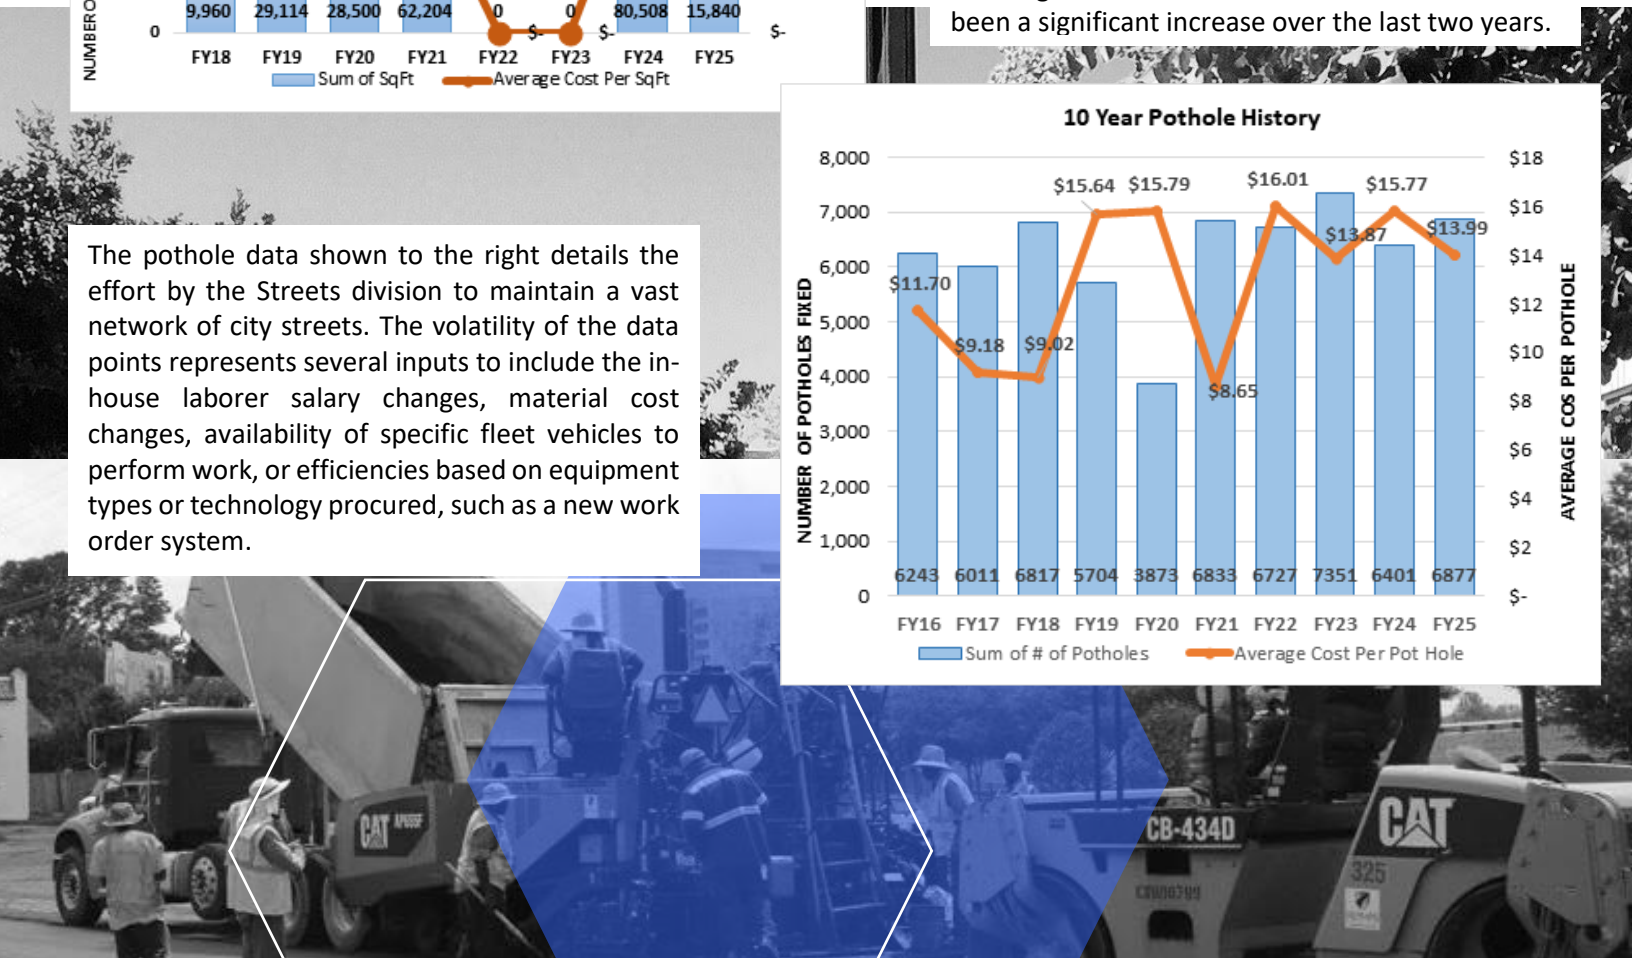 NUMBER O
9,960 29,114 28,500 62,204 0 0 80,508 15,840
0 $- $- $-
FY18 FY19 FY20 FY21 FY22 FY23 FY24 FY25
Sum of SqFt Average Cost Per SqFt
been a significant increase over the last two years.
The pothole data shown to the right details the
effort by the Streets division to maintain a vast
network of city streets. The volatility of the data
points represents several inputs to include the in-
house laborer salary changes, material cost
changes, availability of specific fleet vehicles to
perform work, or efficiencies based on equipment
types or technology procured, such as a new work
order system.
10 Year Pothole History
NUMBER OF POTHOLES FIXED
8,000
7,000
6,000
5,000
4,000
3,000
2,000
1,000
0
$11.70 $9.18 $9.02 $15.64 $15.79 $8.65 $16.01 $13.87 $15.77 $13.99
6243 6011 6817 5704 3873 6833 6727 7351 6401 6877
FY16 FY17 FY18 FY19 FY20 FY21 FY22 FY23 FY24 FY25
$18
$16
$14
$12
$10
$8
$6
$4
$2
$-
AVERAGE COS PER POTHOLE
Sum of # of Potholes Average Cost Per Pot Hole
CAT
CB-434D
CAT
325